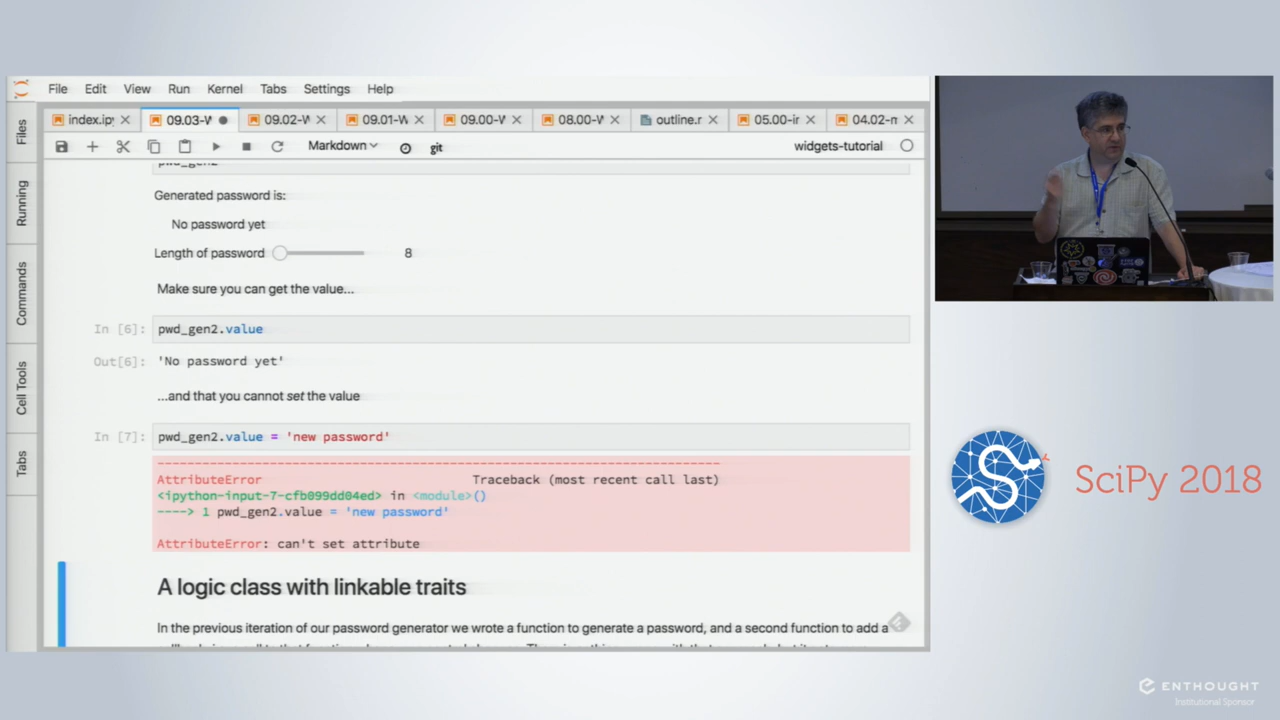 File Edit View Run Kernel Tabs Settings Help
index.ip 09.03-V 09.02-W 09.01-W 09.00-W 08.00-W outline.r 05.00-ir 04.02-n
Markdown git widgets-tutorial
Files
Running
Commands
Cell Tools
Tabs
pwd_gen2
Generated password is:
No password yet
Length of password 8
Make sure you can get the value...
In [6]: pwd_gen2.value
Out[6]: 'No password yet'
...and that you cannot set the value
In [7]: pwd_gen2.value = 'new password'
AttributeError Traceback (most recent call last)
<ipython-input-7-cfb099dd04ed> in <module>()
----> 1 pwd_gen2.value = 'new password'
AttributeError: can't set attribute
A logic class with linkable traits
In the previous iteration of our password generator we wrote a function to generate a password, and a second function to add a
SciPy 2018
ENTHOUGHT
Institutional Sponsor